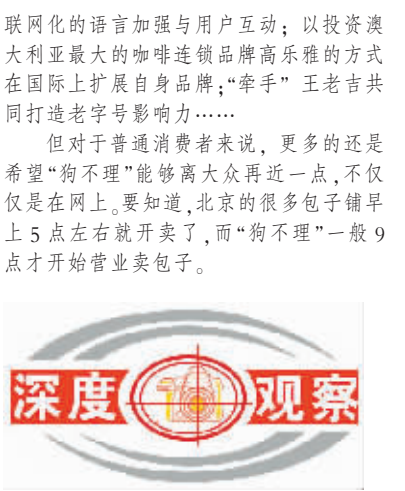 联网化的语言加强与用户互动；以投资澳
大利亚最大的咖啡连锁品牌高乐雅的方式
在国际上扩展自身品牌；“牵手”王老吉共
同打造老字号影响力……
但对于普通消费者来说，更多的还是
希望“狗不理”能够离大众再近一点，不仅
仅是在网上。要知道，北京的很多包子铺早
上5点左右就开卖了，而“狗不理”一般9
点才开始营业卖包子。
深度观察